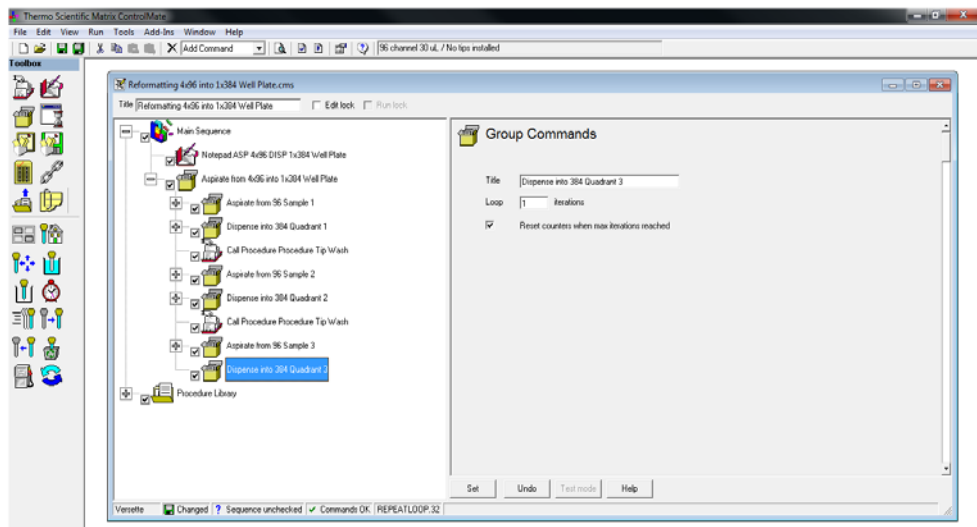 Thermo Scientific Matrix ControlMate
File Edit View Run Tools Add-Ins Window Help
Add Command
96 channel 30 uL / No tips installed
Toolbox
Reformatting 4x96 into 1x384 Well Plate.cms
Title Reformatting 4x96 into 1x384 Well Plate Edit lock Run lock
Main Sequence
Notepad ASP 4x96 DISP 1x384 Well Plate
Aspirate from 4x96 into 1x384 Well Plate
Aspirate from 96 Sample 1
Dispense into 384 Quadrant 1
Call Procedure Procedure Tip Wash
Aspirate from 96 Sample 2
Dispense into 384 Quadrant 2
Call Procedure Procedure Tip Wash
Aspirate from 96 Sample 3
Dispense into 384 Quadrant 3
Procedure Library
Group Commands
Title Dispense into 384 Quadrant 3
Loop 1 iterations
Reset counters when max iterations reached
Set Undo Test mode Help
Versette Changed ? Sequence unchecked Commands OK REPEATLOOP.32